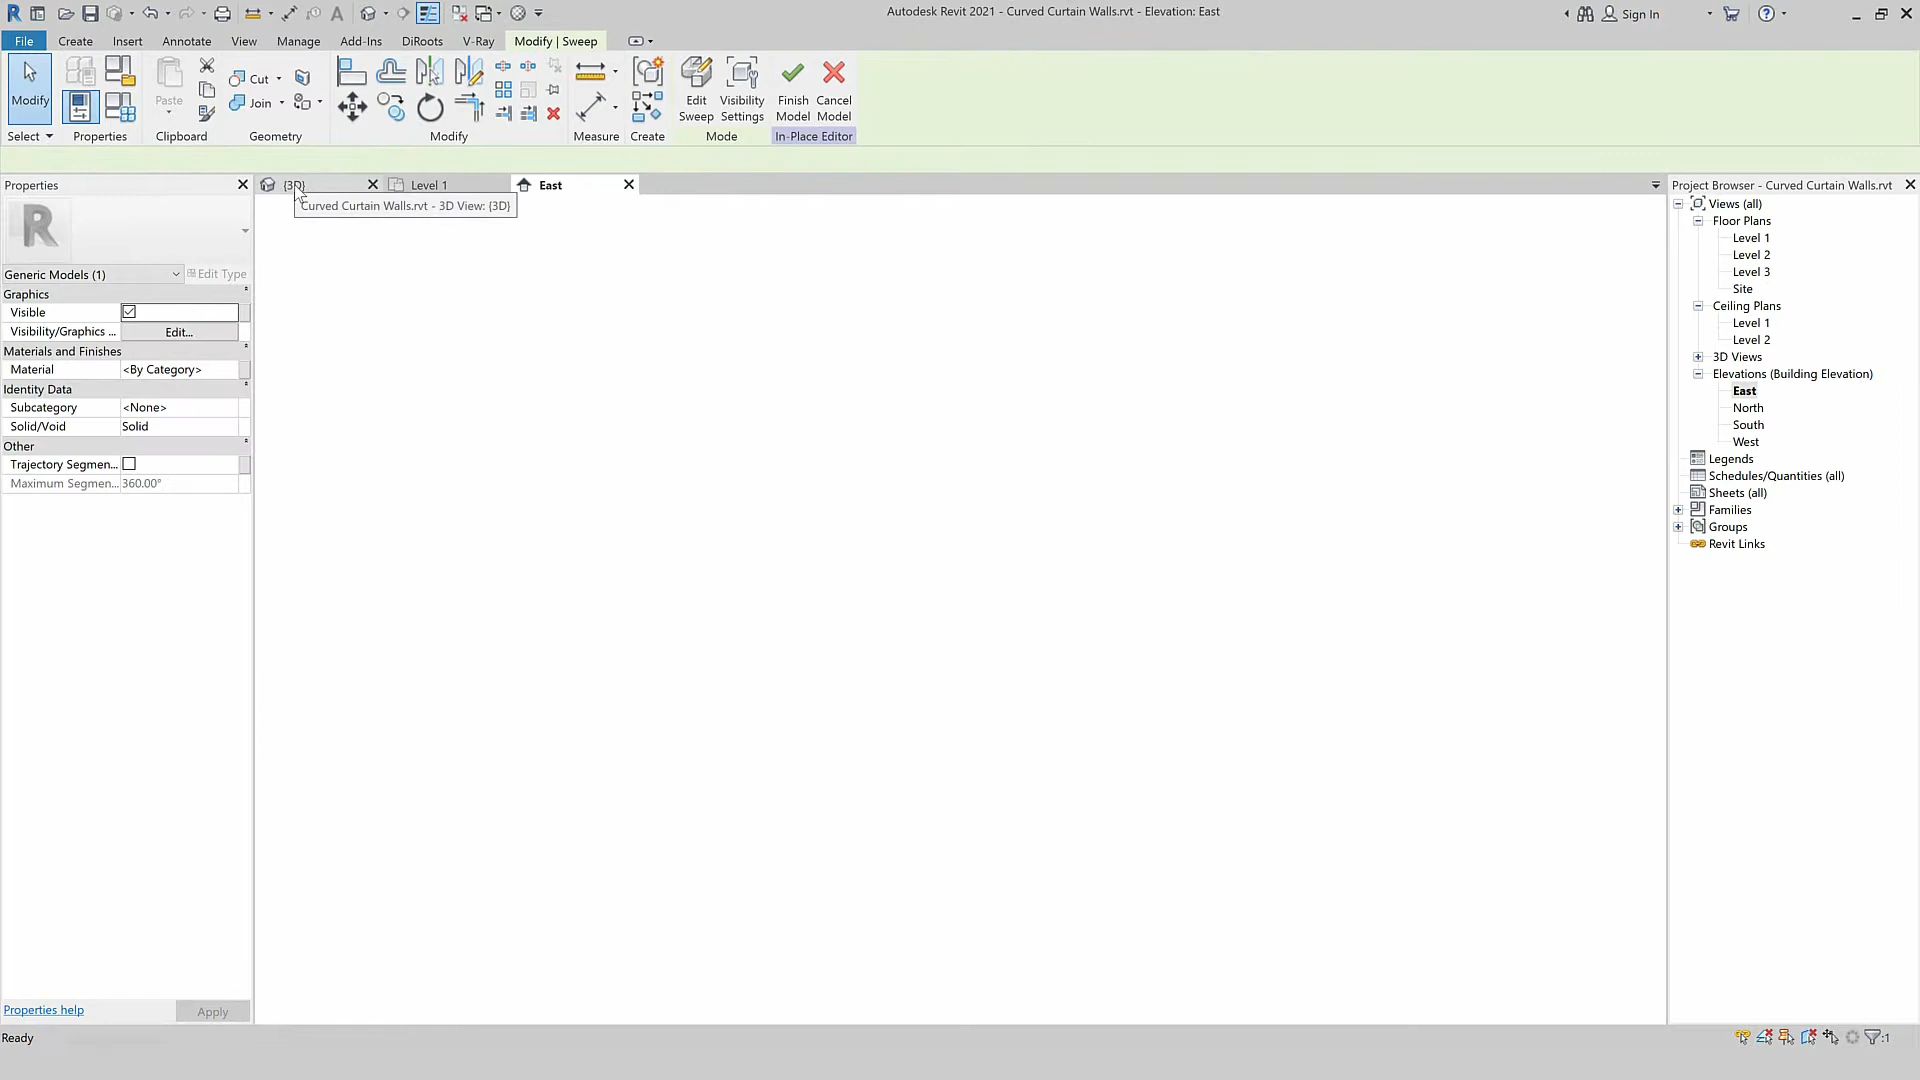 Autodesk Revit 2021 - Curved Curtain Walls.rvt - Elevation: East
Sign In
File
Create
Insert
Annotate
View
Manage
Add-Ins
DiRoots
V-Ray
Modify | Sweep
Modify
Paste
Cut
Join
Edit
Sweep
Visibility
Settings
Finish
Model
Cancel
Model
Select
Properties
Clipboard
Geometry
Modify
Measure
Create
Mode
In-Place Editor
Properties
{3D}
Level 1
East
Curved Curtain Walls.rvt - 3D View: {3D}
R
Generic Models (1)
Edit Type
Graphics
Visible
Visibility/Graphics ...
Edit...
Materials and Finishes
Material
<By Category>
Identity Data
Subcategory
<None>
Solid/Void
Solid
Other
Trajectory Segmen...
Maximum Segmen...
360.00°
Properties help
Apply
Ready
Project Browser - Curved Curtain Walls.rvt
Views (all)
Floor Plans
Level 1
Level 2
Level 3
Site
Ceiling Plans
Level 1
Level 2
3D Views
Elevations (Building Elevation)
East
North
South
West
Legends
Schedules/Quantities (all)
Sheets (all)
Families
Groups
Revit Links
:1